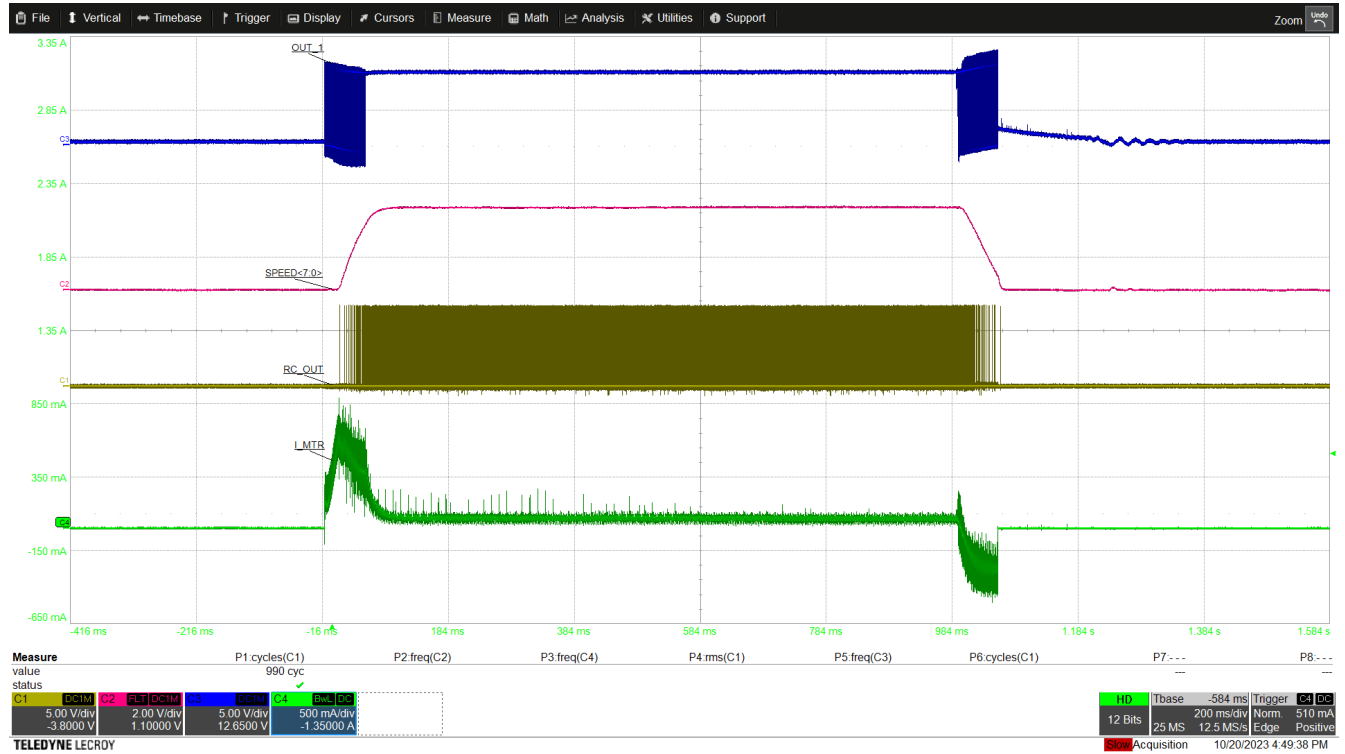 File Vertical Timebase Trigger Display Cursors Measure Math Analysis Utilities Support Zoom Undo
3.35 A
OUT_1
2.85 A
C3
2.35 A
1.85 A
SPEED<7:0>
C2
1.35 A
RC_OUT
C1
850 mA
I_MTR
350 mA
C4
-150 mA
-650 mA
-416 ms -216 ms -16 ms 184 ms 384 ms 584 ms 784 ms 984 ms 1.184 s 1.384 s 1.584 s
Measure P1:cycles(C1) P2:freq(C2) P3:freq(C4) P4:rms(C1) P5:freq(C3) P6:cycles(C1) P7:- - - P8:- - -
value 990 cyc --- ---
status
C1 DC1M C2 FLT DC1M C3 DC1M C4 BwL DC HD Tbase -584 ms Trigger C4 DC
5.00 V/div 2.00 V/div 5.00 V/div 500 mA/div 12 Bits 200 ms/div Norm. 510 mA
-3.8000 V 1.10000 V 12.6500 V -1.35000 A 25 MS 12.5 MS/s Edge Positive
TELEDYNE LECROY Slow Acquisition 10/20/2023 4:49:38 PM